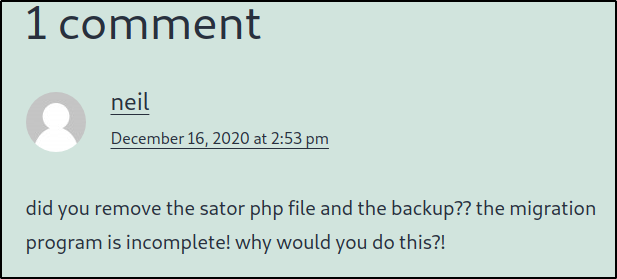 1 comment
neil
December 16, 2020 at 2:53 pm
did you remove the sator php file and the backup?? the migration
program is incomplete! why would you do this?!